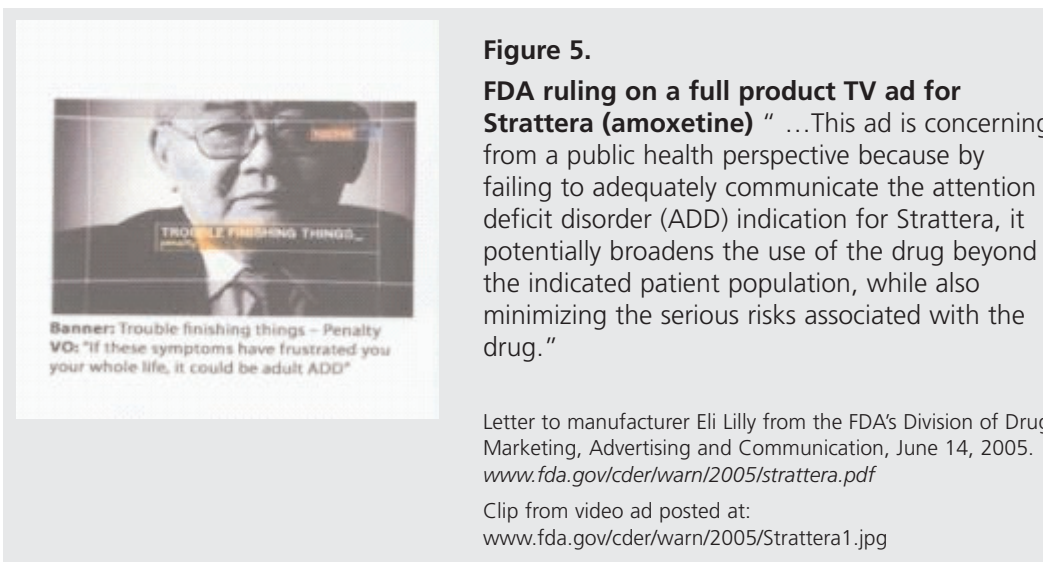 TROUBLE FINISHING THINGS_
penalty
Banner: Trouble finishing things – Penalty
VO: "If these symptoms have frustrated you
your whole life, it could be adult ADD"
Figure 5.
FDA ruling on a full product TV ad for
Strattera (amoxetine) “ …This ad is concerning
from a public health perspective because by
failing to adequately communicate the attention
deficit disorder (ADD) indication for Strattera, it
potentially broadens the use of the drug beyond
the indicated patient population, while also
minimizing the serious risks associated with the
drug.”
Letter to manufacturer Eli Lilly from the FDA’s Division of Drug
Marketing, Advertising and Communication, June 14, 2005.
www.fda.gov/cder/warn/2005/strattera.pdf
Clip from video ad posted at:
www.fda.gov/cder/warn/2005/Strattera1.jpg